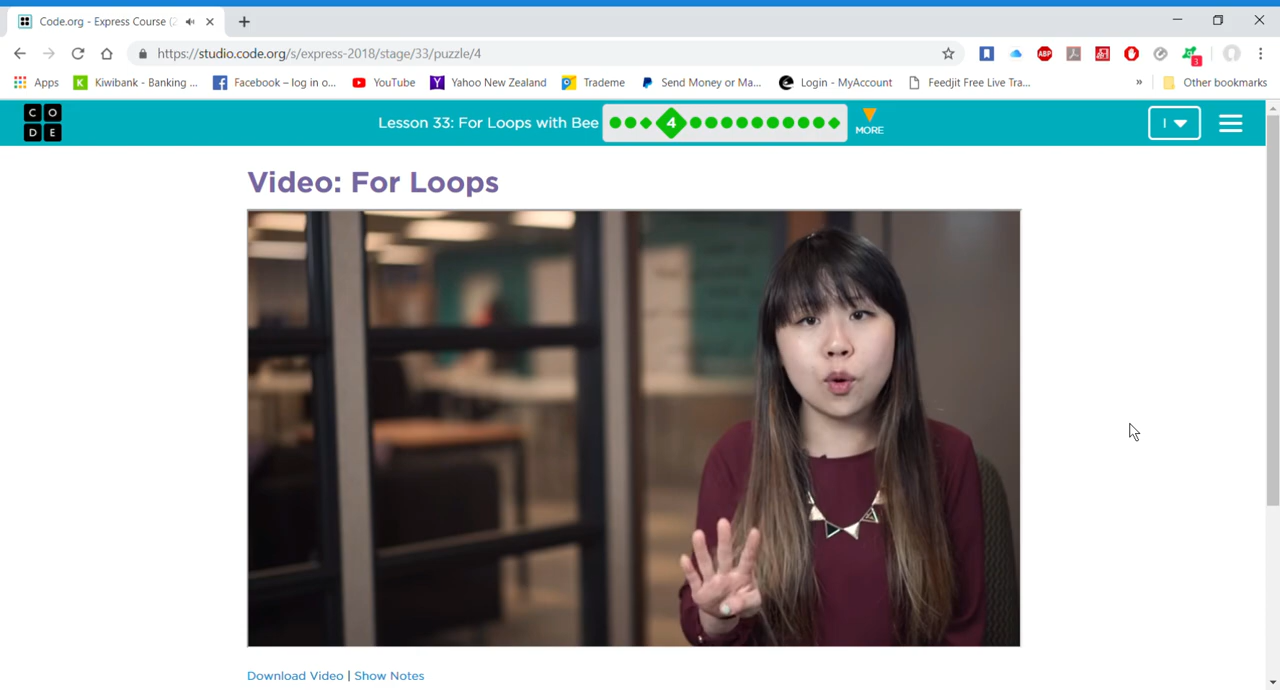 Code.org - Express Course (2
https://studio.code.org/s/express-2018/stage/33/puzzle/4
ABP
3
Apps Kiwibank - Banking ... Facebook – log in o... YouTube Yahoo New Zealand Trademe Send Money or Ma... Login - MyAccount Feedjit Free Live Tra... » Other bookmarks
C O
D E
Lesson 33: For Loops with Bee
4
MORE
I
Video: For Loops
Download Video | Show Notes